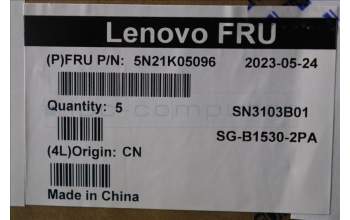 Lenovo FRU
(P)FRU P/N: 5N21K05096 2023-05-24
Quantity: 5 SN3103B01
SG-B1530-2PA
(4L)Origin: CN
Made in China